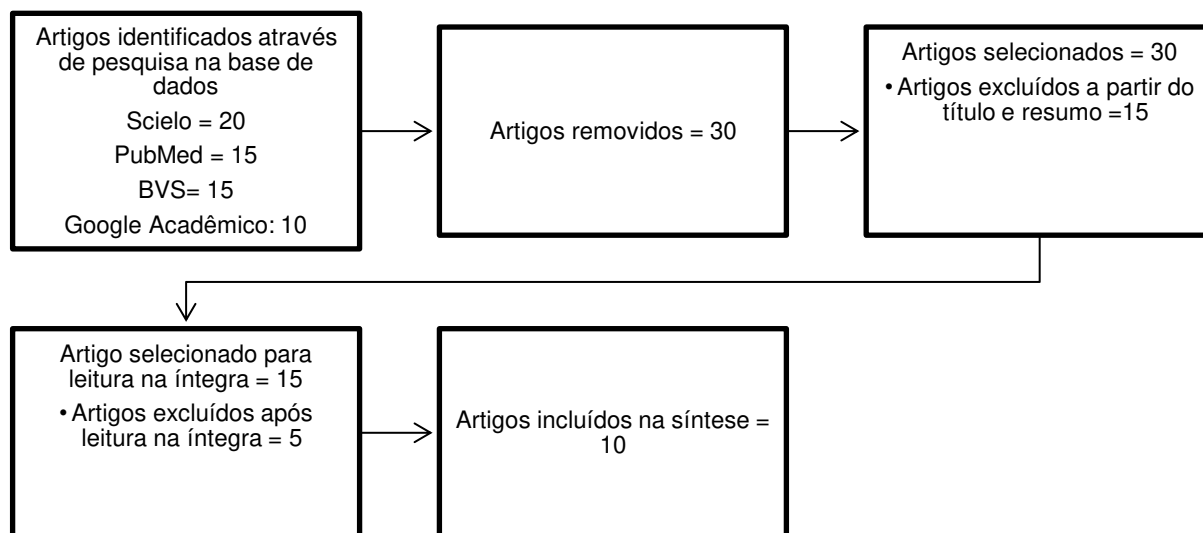 Artigos identificados através
de pesquisa na base de
dados
Scielo = 20
PubMed = 15
BVS= 15
Google Acadêmico: 10
Artigos removidos = 30
Artigos selecionados = 30
• Artigos excluídos a partir do
título e resumo =15
Artigo selecionado para
leitura na íntegra = 15
• Artigos excluídos após
leitura na íntegra = 5
Artigos incluídos na síntese =
10